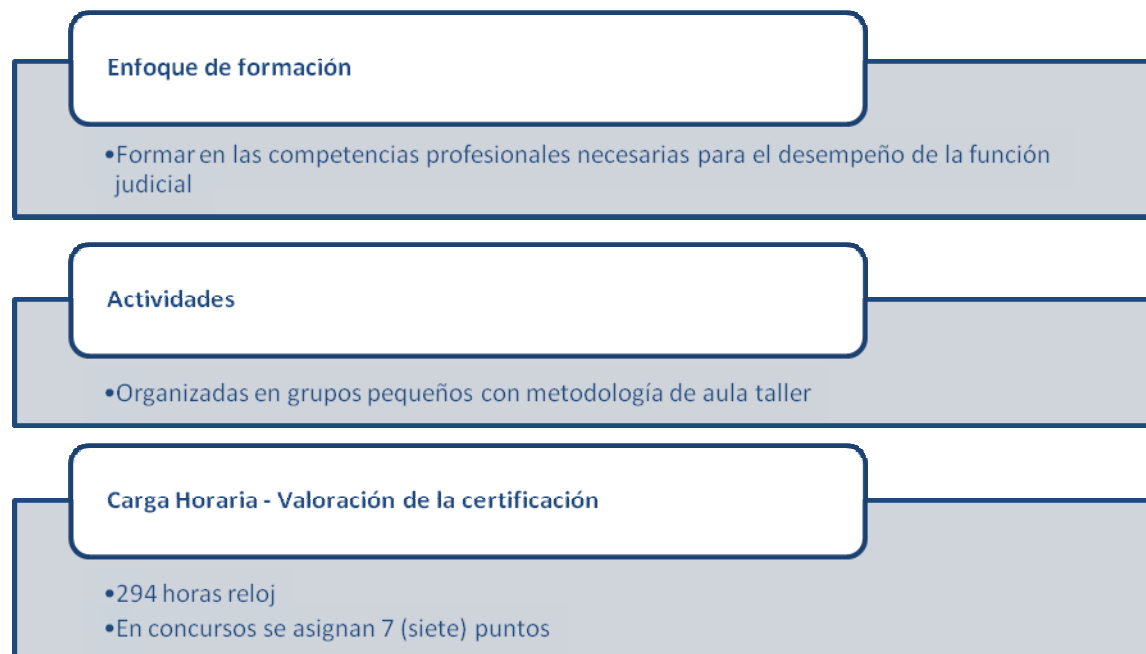 Enfoque de formación
•Formar en las competencias profesionales necesarias para el desempeño de la función
judicial
Actividades
•Organizadas en grupos pequeños con metodología de aula taller
Carga Horaria - Valoración de la certificación
•294 horas reloj
•En concursos se asignan 7 (siete) puntos